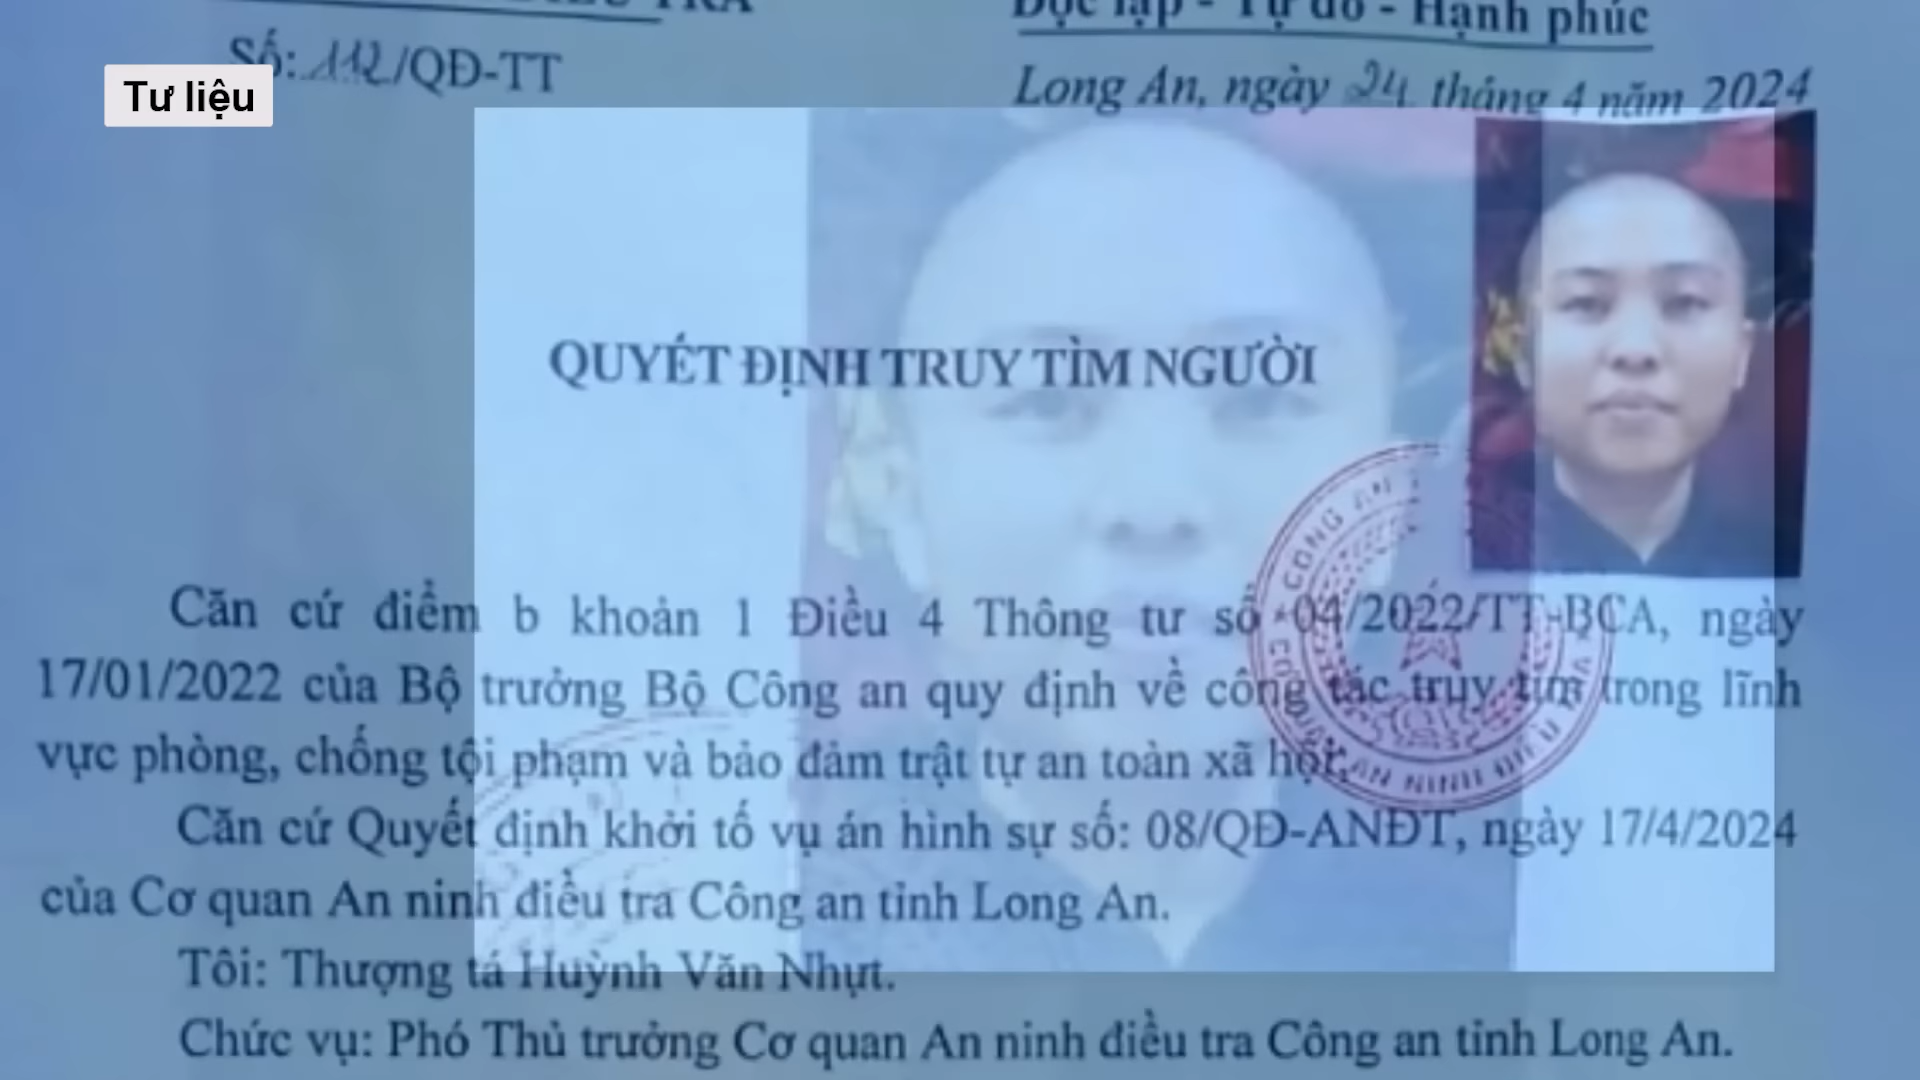 Độc lập - Tự do - Hạnh phúc
Số: 112/QĐ-TT
Long An, ngày 24 tháng 4 năm 2024
Tư liệu
QUYẾT ĐỊNH TRUY TÌM NGƯỜI
Căn cứ điểm b khoản 1 Điều 4 Thông tư số 04/2022/TT-BCA, ngày
17/01/2022 của Bộ trưởng Bộ Công an quy định về công tác truy tìm trong lĩnh
vực phòng, chống tội phạm và bảo đảm trật tự an toàn xã hội;
Căn cứ Quyết định khởi tố vụ án hình sự số: 08/QĐ-ANĐT, ngày 17/4/2024
của Cơ quan An ninh điều tra Công an tỉnh Long An.
Tôi: Thượng tá Huỳnh Văn Nhựt.
Chức vụ: Phó Thủ trưởng Cơ quan An ninh điều tra Công an tỉnh Long An.